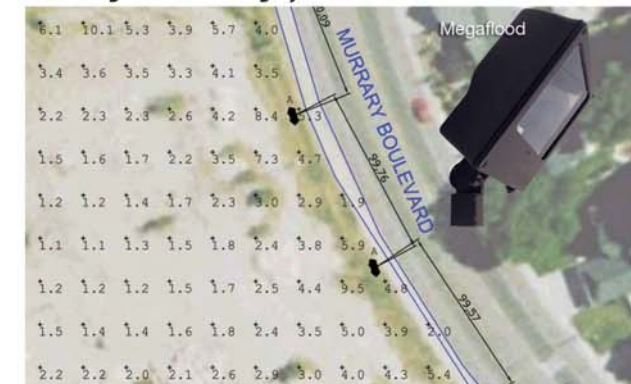 Megaflood
0.09
6.1 10.1 5.3 3.9 5.7 4.0
MURRARY BOULEVARD
3.4 3.6 3.5 3.3 4.1 3.5
A
2.2 2.3 2.3 2.6 4.2 8.4 5.3
1.5 1.6 1.7 2.2 3.5 7.3 4.7
99.76
1.2 1.2 1.4 1.7 2.3 3.0 2.9 1.9
1.1 1.1 1.3 1.5 1.8 2.4 3.8 5.9
A
1.2 1.2 1.2 1.5 1.7 2.5 4.4 9.5 4.8
99.57
1.5 1.4 1.4 1.6 1.8 2.4 3.5 5.0 3.9 2.0
2.2 2.2 2.0 2.1 2.6 2.9 3.0 4.0 4.3 5.4